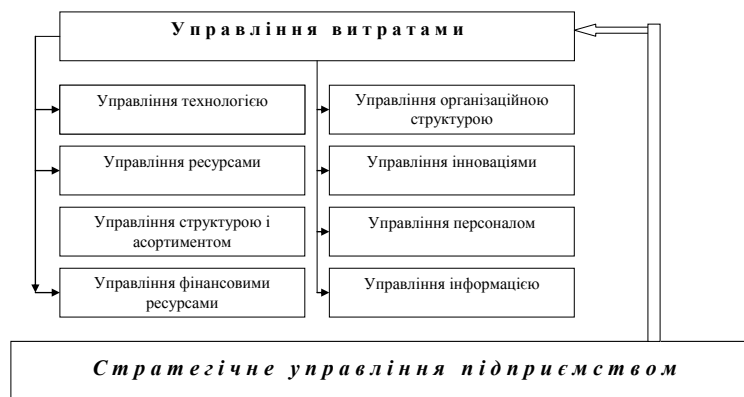 Управління витратами
Управління технологією
Управління організаційною
структурою
Управління ресурсами
Управління інноваціями
Управління структурою і
асортиментом
Управління персоналом
Управління фінансовими
ресурсами
Управління інформацією
Стратегічне управління підприємством